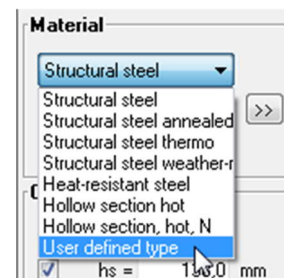 Material
Structural steel
Structural steel
Structural steel annealed
Structural steel thermo
Structural steel weather-r
>>
Heat-resistant steel
Hollow section hot
Hollow section, hot, N
User defined type
hs = mm